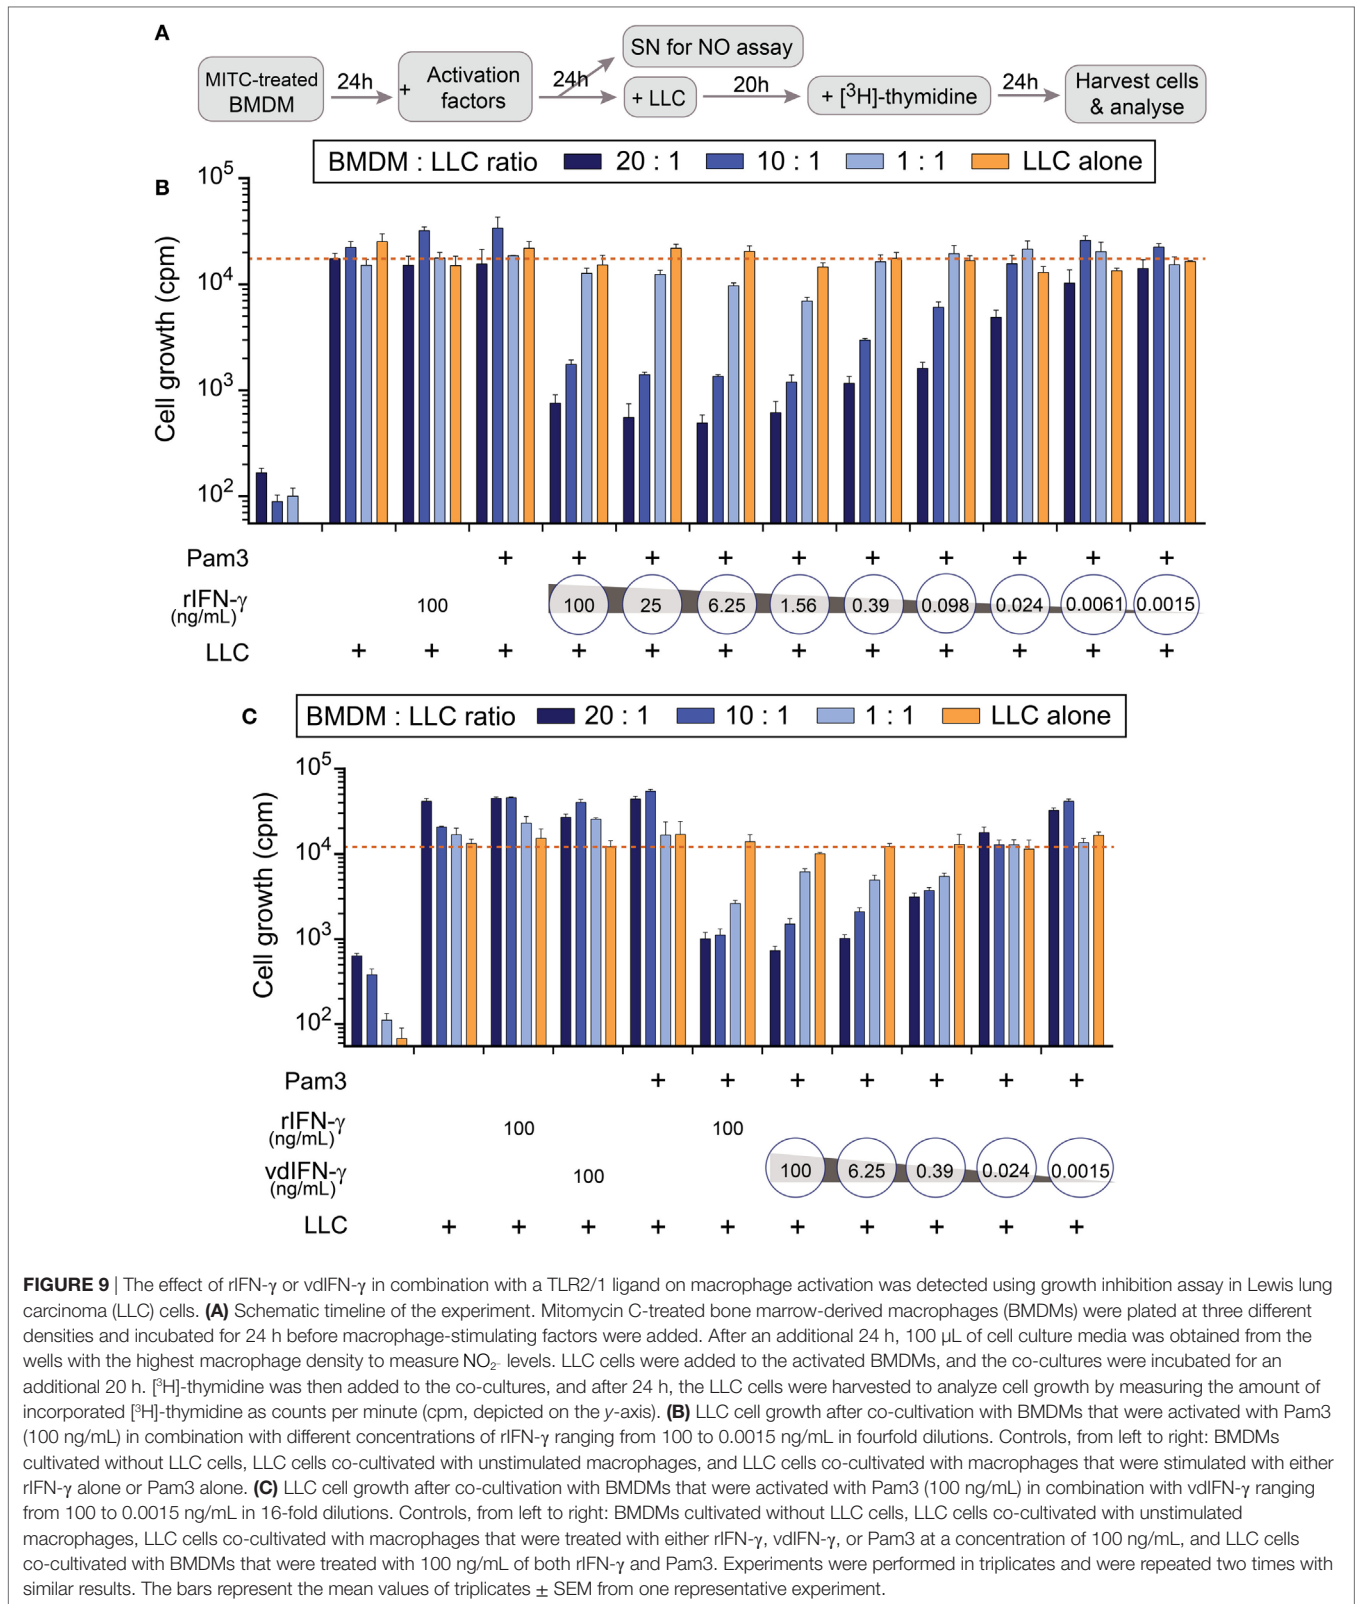 A
MITC-treated
BMDM
24h
+ Activation
factors
24h
SN for NO assay
+ LLC
20h
+ [³H]-thymidine
24h
Harvest cells
& analyse
BMDM : LLC ratio 20 : 1 10 : 1 1 : 1 LLC alone
B
Cell growth (cpm)
10⁵
10⁴
10³
10²
Pam3 + + + + + + + + + +
rIFN-γ
(ng/mL)
100 100 25 6.25 1.56 0.39 0.098 0.024 0.0061 0.0015
LLC + + + + + + + + + + + +
C
BMDM : LLC ratio 20 : 1 10 : 1 1 : 1 LLC alone
Cell growth (cpm)
10⁵
10⁴
10³
10²
Pam3 + + + + + + +
rIFN-γ
(ng/mL)
100 100
vdIFN-γ
(ng/mL)
100 100 6.25 0.39 0.024 0.0015
LLC + + + + + + + + + +
FIGURE 9 | The effect of rIFN-γ or vdIFN-γ in combination with a TLR2/1 ligand on macrophage activation was detected using growth inhibition assay in Lewis lung
carcinoma (LLC) cells. (A) Schematic timeline of the experiment. Mitomycin C-treated bone marrow-derived macrophages (BMDMs) were plated at three different
densities and incubated for 24 h before macrophage-stimulating factors were added. After an additional 24 h, 100 μL of cell culture media was obtained from the
wells with the highest macrophage density to measure NO₂₋ levels. LLC cells were added to the activated BMDMs, and the co-cultures were incubated for an
additional 20 h. [³H]-thymidine was then added to the co-cultures, and after 24 h, the LLC cells were harvested to analyze cell growth by measuring the amount of
incorporated [³H]-thymidine as counts per minute (cpm, depicted on the y-axis). (B) LLC cell growth after co-cultivation with BMDMs that were activated with Pam3
(100 ng/mL) in combination with different concentrations of rIFN-γ ranging from 100 to 0.0015 ng/mL in fourfold dilutions. Controls, from left to right: BMDMs
cultivated without LLC cells, LLC cells co-cultivated with unstimulated macrophages, and LLC cells co-cultivated with macrophages that were stimulated with either
rIFN-γ alone or Pam3 alone. (C) LLC cell growth after co-cultivation with BMDMs that were activated with Pam3 (100 ng/mL) in combination with vdIFN-γ ranging
from 100 to 0.0015 ng/mL in 16-fold dilutions. Controls, from left to right: BMDMs cultivated without LLC cells, LLC cells co-cultivated with unstimulated
macrophages, LLC cells co-cultivated with macrophages that were treated with either rIFN-γ, vdIFN-γ, or Pam3 at a concentration of 100 ng/mL, and LLC cells
co-cultivated with BMDMs that were treated with 100 ng/mL of both rIFN-γ and Pam3. Experiments were performed in triplicates and were repeated two times with
similar results. The bars represent the mean values of triplicates ± SEM from one representative experiment.